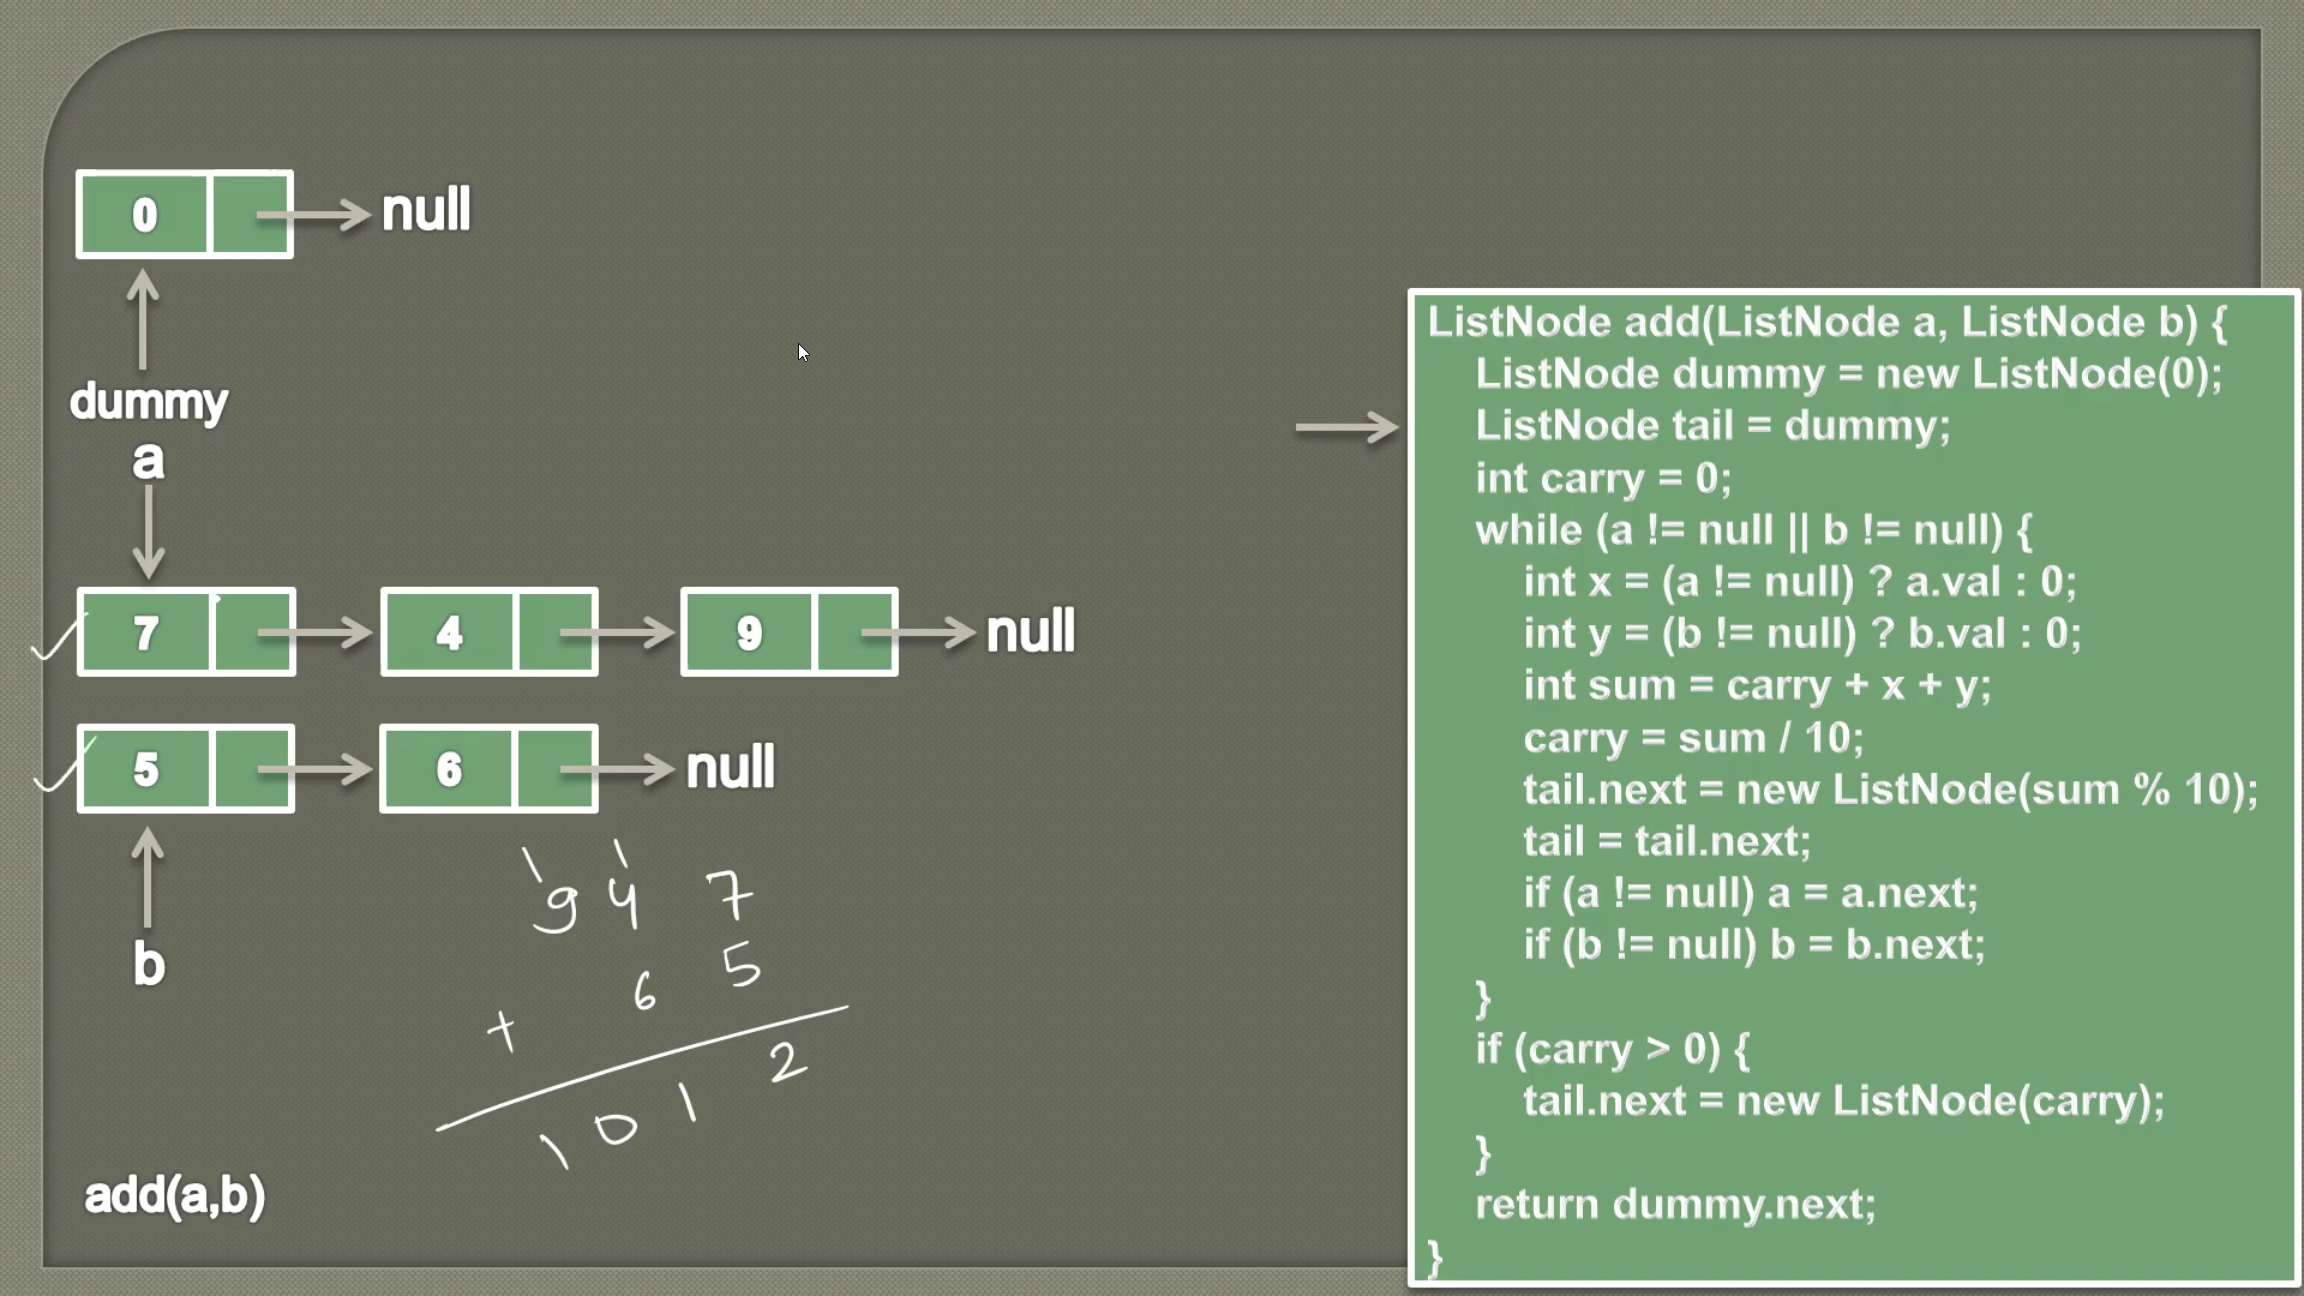 0 null
dummy
a
7 4 9 null
5 6 null
b
1 1
9 4 7
+ 6 5
1 0 1 2
add(a,b)
ListNode add(ListNode a, ListNode b) {
ListNode dummy = new ListNode(0);
ListNode tail = dummy;
int carry = 0;
while (a != null || b != null) {
int x = (a != null) ? a.val : 0;
int y = (b != null) ? b.val : 0;
int sum = carry + x + y;
carry = sum / 10;
tail.next = new ListNode(sum % 10);
tail = tail.next;
if (a != null) a = a.next;
if (b != null) b = b.next;
}
if (carry > 0) {
tail.next = new ListNode(carry);
}
return dummy.next;
}